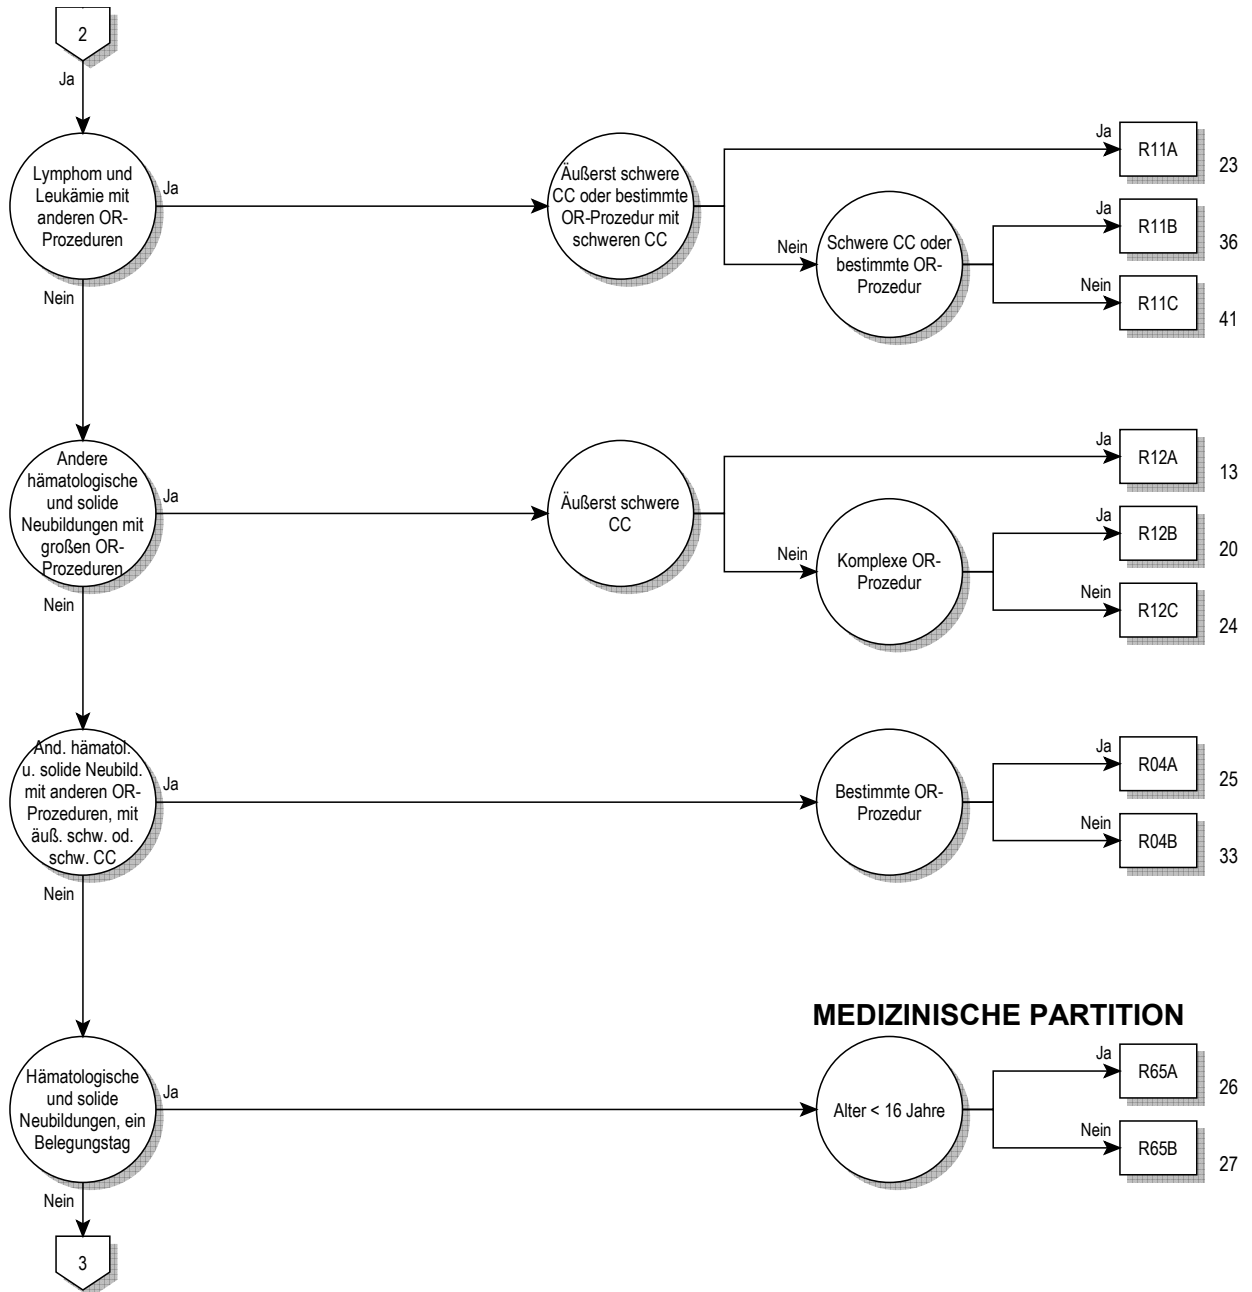 2
Ja
Lymphom und
Leukämie mit
anderen OR-
Prozeduren
Ja
Nein
Äußerst schwere
CC oder bestimmte
OR-Prozedur mit
schweren CC
Nein
Schwere CC oder
bestimmte OR-
Prozedur
Ja
R11A
23
Ja
R11B
36
Nein
R11C
41
Andere
hämatologische
und solide
Neubildungen mit
großen OR-
Prozeduren
Ja
Nein
Äußerst schwere
CC
Nein
Komplexe OR-
Prozedur
Ja
R12A
13
Ja
R12B
20
Nein
R12C
24
And. hämatol.
u. solide Neubild.
mit anderen OR-
Prozeduren, mit
äuß. schw. od.
schw. CC
Ja
Nein
Bestimmte OR-
Prozedur
Ja
R04A
25
Nein
R04B
33
MEDIZINISCHE PARTITION
Hämatologische
und solide
Neubildungen, ein
Belegungstag
Ja
Nein
Alter < 16 Jahre
Ja
R65A
26
Nein
R65B
27
3